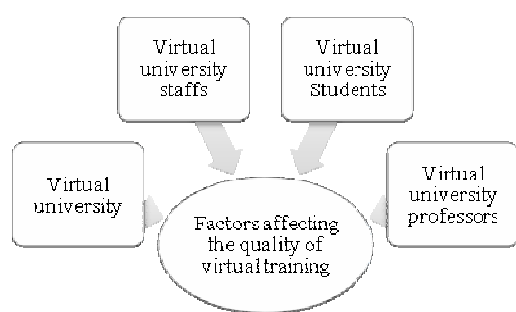 Virtual
university
staffs
Virtual
university
Students
Virtual
university
Virtual
university
professors
Factors affecting
the quality of
virtual training